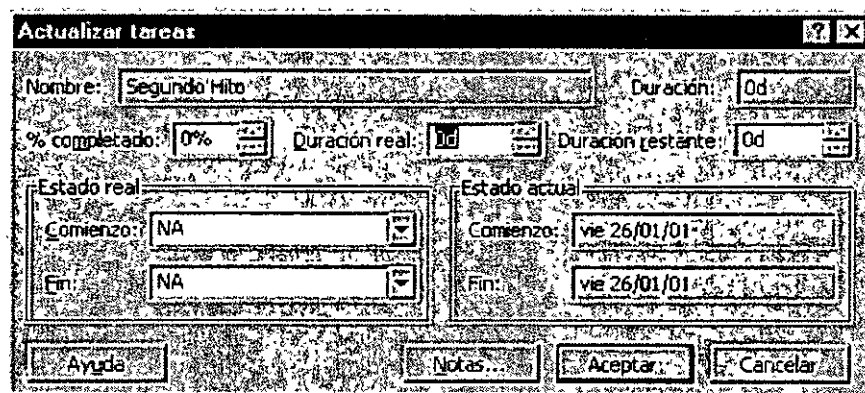 Actualizar tareas
Nombre: Segundo Hito Duración: 0d
% completado: 0% Duración real: 0d Duración restante: 0d
Estado real Estado actual
Comienzo: NA Comienzo: vie 26/01/01
Fin: NA Fin: vie 26/01/01
Ayuda Notas... Aceptar Cancelar